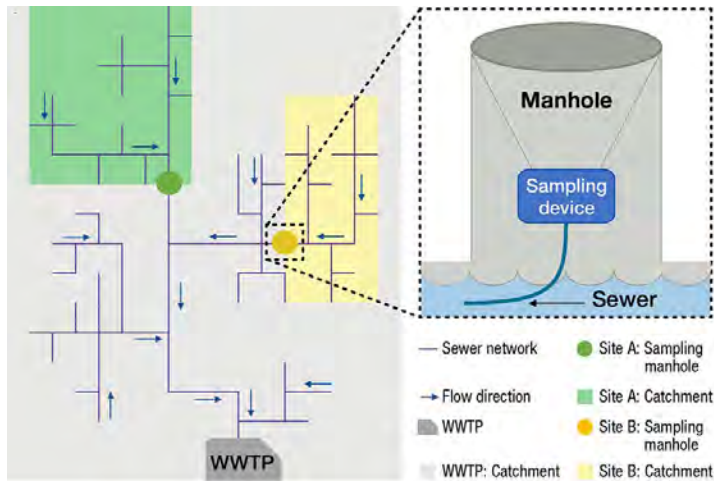 WWTP
Manhole
Sampling
device
Sewer
Sewer network
Flow direction
WWTP
WWTP: Catchment
Site A: Sampling
manhole
Site A: Catchment
Site B: Sampling
manhole
Site B: Catchment